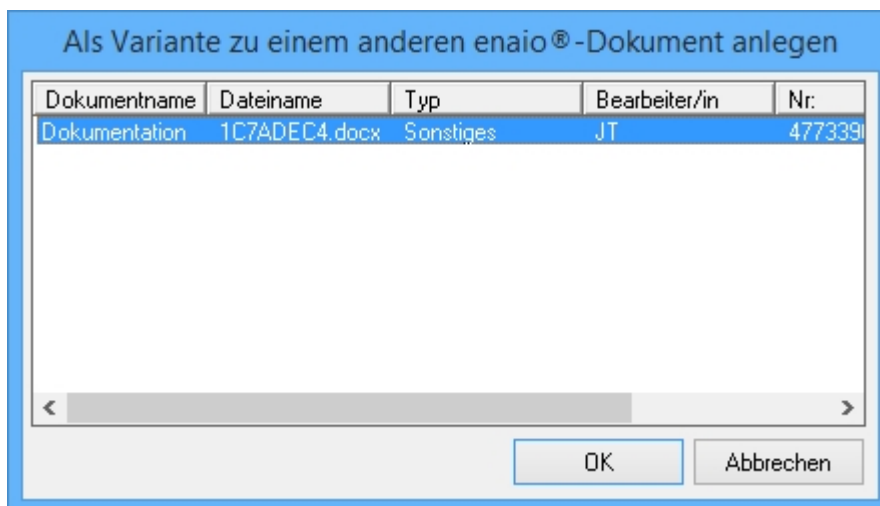 Als Variante zu einem anderen enaio®-Dokument anlegen
Dokumentname Dateiname Typ Bearbeiter/in Nr:
Dokumentation 1C7ADEC4.docx Sonstiges JT
OK Abbrechen